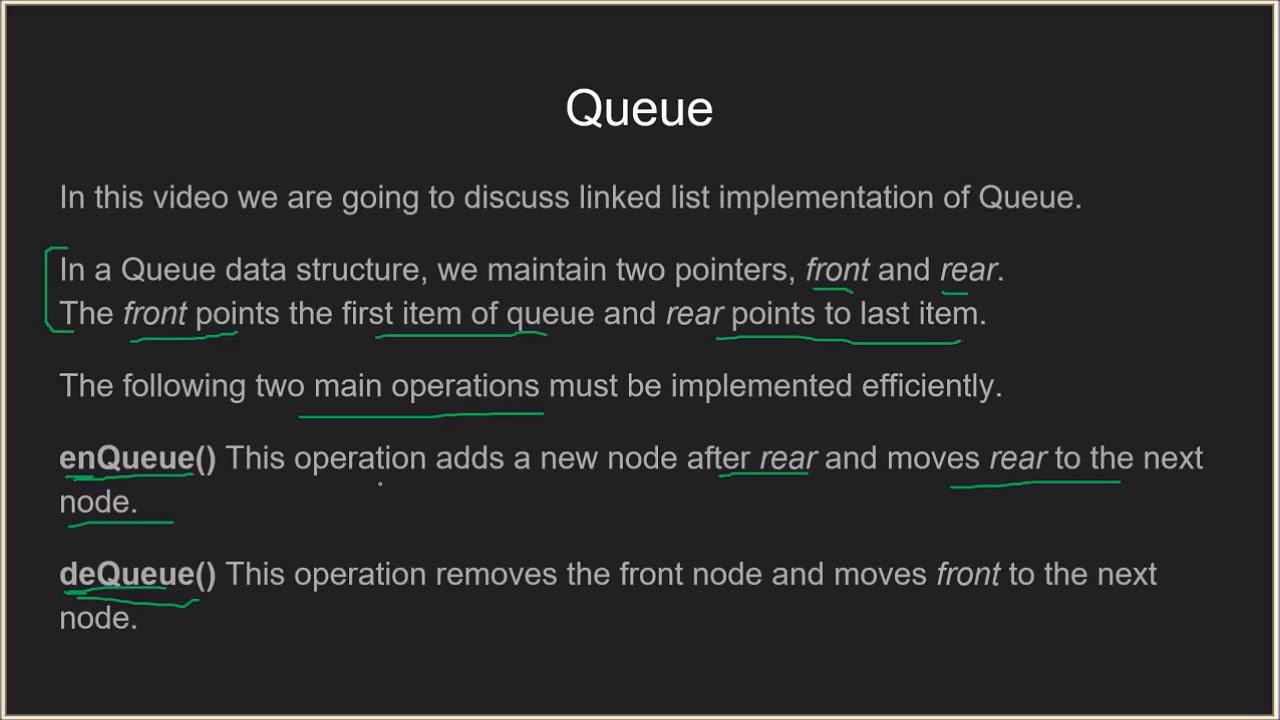 Queue
In this video we are going to discuss linked list implementation of Queue.
In a Queue data structure, we maintain two pointers, front and rear.
The front points the first item of queue and rear points to last item.
The following two main operations must be implemented efficiently.
enQueue() This operation adds a new node after rear and moves rear to the next
node.
deQueue() This operation removes the front node and moves front to the next
node.